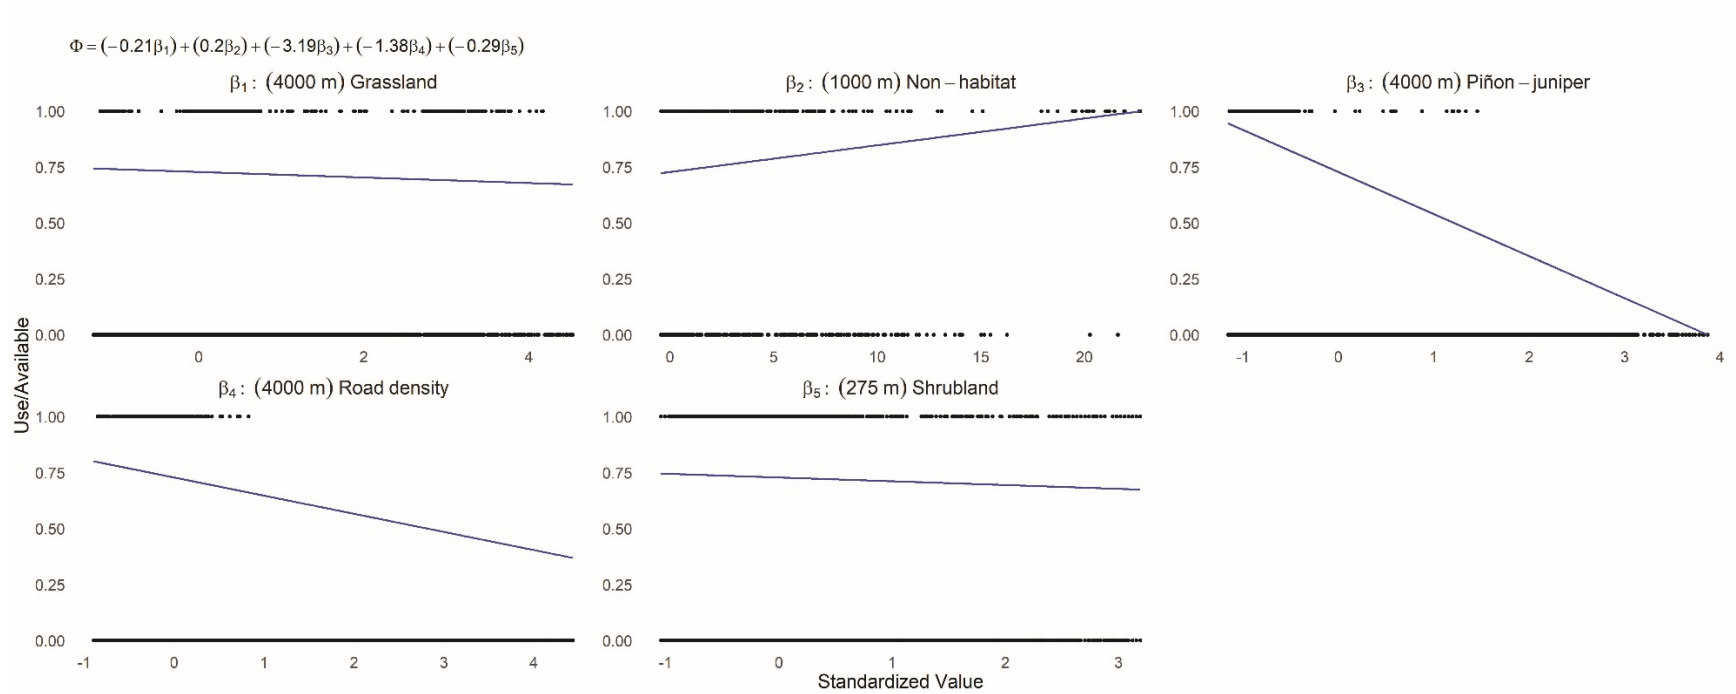 Φ = (−0.21β₁) + (0.2β₂) + (−3.19β₃) + (−1.38β₄) + (−0.29β₅)
β₁ : (4000 m) Grassland
1.00
0.75
0.50
0.25
0.00
0 2 4
β₂ : (1000 m) Non − habitat
1.00
0.75
0.50
0.25
0.00
0 5 10 15 20
β₃ : (4000 m) Piñon − juniper
1.00
0.75
0.50
0.25
0.00
-1 0 1 2 3 4
Use/Available
β₄ : (4000 m) Road density
1.00
0.75
0.50
0.25
0.00
-1 0 1 2 3 4
β₅ : (275 m) Shrubland
1.00
0.75
0.50
0.25
0.00
-1 0 1 2 3
Standardized Value